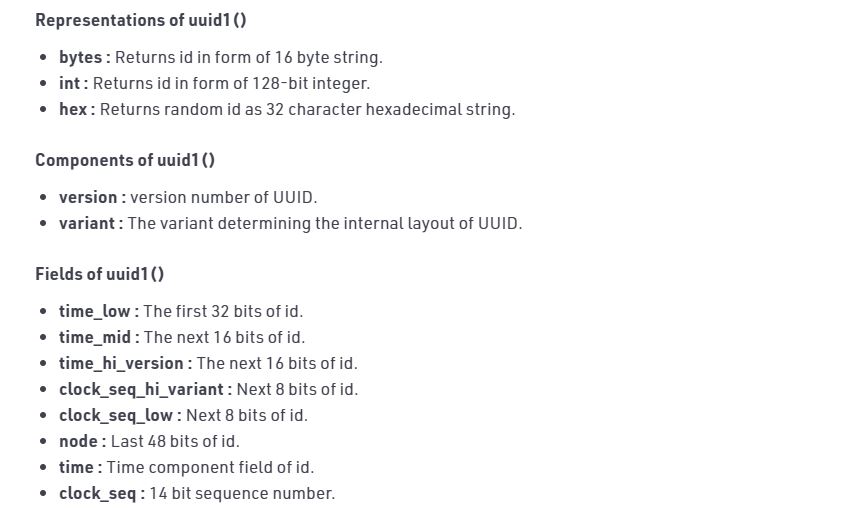 Representations of uuid1()
• bytes : Returns id in form of 16 byte string.
• int : Returns id in form of 128-bit integer.
• hex : Returns random id as 32 character hexadecimal string.
Components of uuid1()
• version : version number of UUID.
• variant : The variant determining the internal layout of UUID.
Fields of uuid1()
• time_low : The first 32 bits of id.
• time_mid : The next 16 bits of id.
• time_hi_version : The next 16 bits of id.
• clock_seq_hi_variant : Next 8 bits of id.
• clock_seq_low : Next 8 bits of id.
• node : Last 48 bits of id.
• time : Time component field of id.
• clock_seq : 14 bit sequence number.